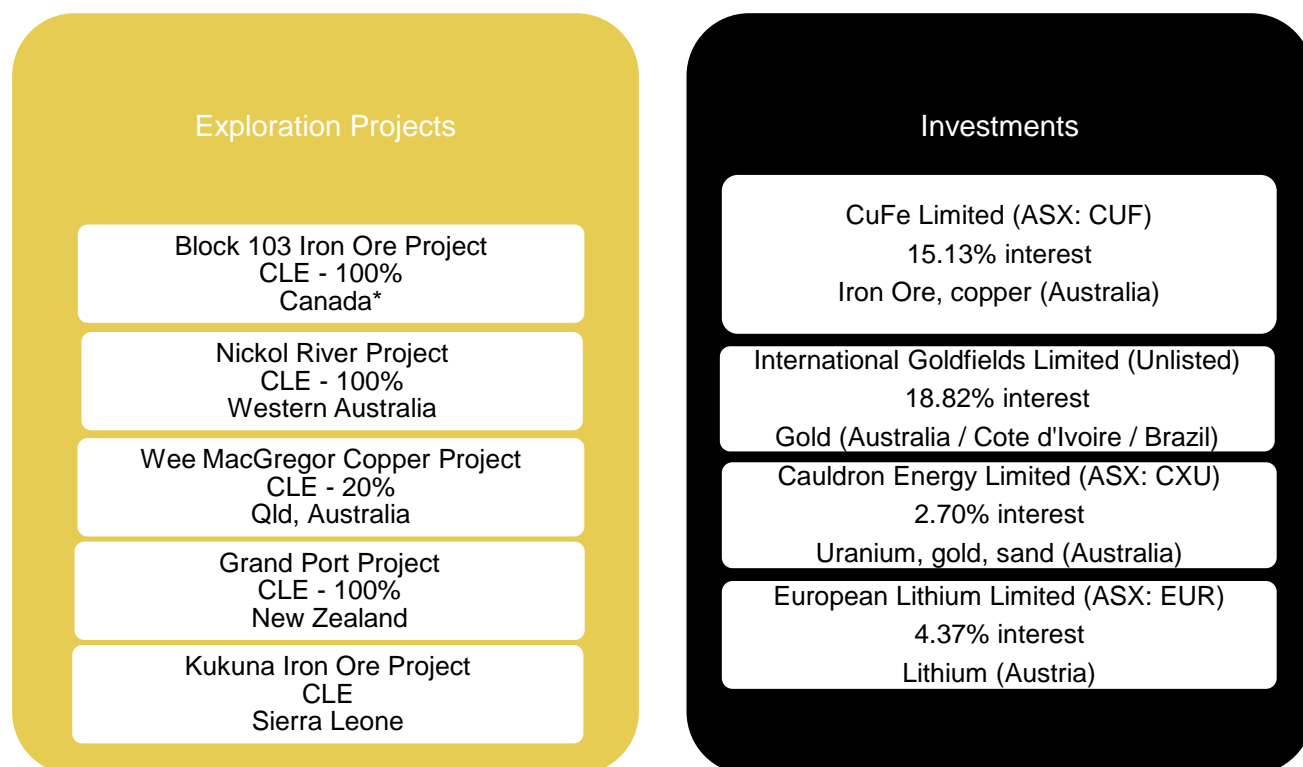 Exploration Projects
Block 103 Iron Ore Project
CLE - 100%
Canada*
Nickol River Project
CLE - 100%
Western Australia
Wee MacGregor Copper Project
CLE - 20%
Qld, Australia
Grand Port Project
CLE - 100%
New Zealand
Kukuna Iron Ore Project
CLE
Sierra Leone
Investments
CuFe Limited (ASX: CUF)
15.13% interest
Iron Ore, copper (Australia)
International Goldfields Limited (Unlisted)
18.82% interest
Gold (Australia / Cote d'Ivoire / Brazil)
Cauldron Energy Limited (ASX: CXU)
2.70% interest
Uranium, gold, sand (Australia)
European Lithium Limited (ASX: EUR)
4.37% interest
Lithium (Austria)